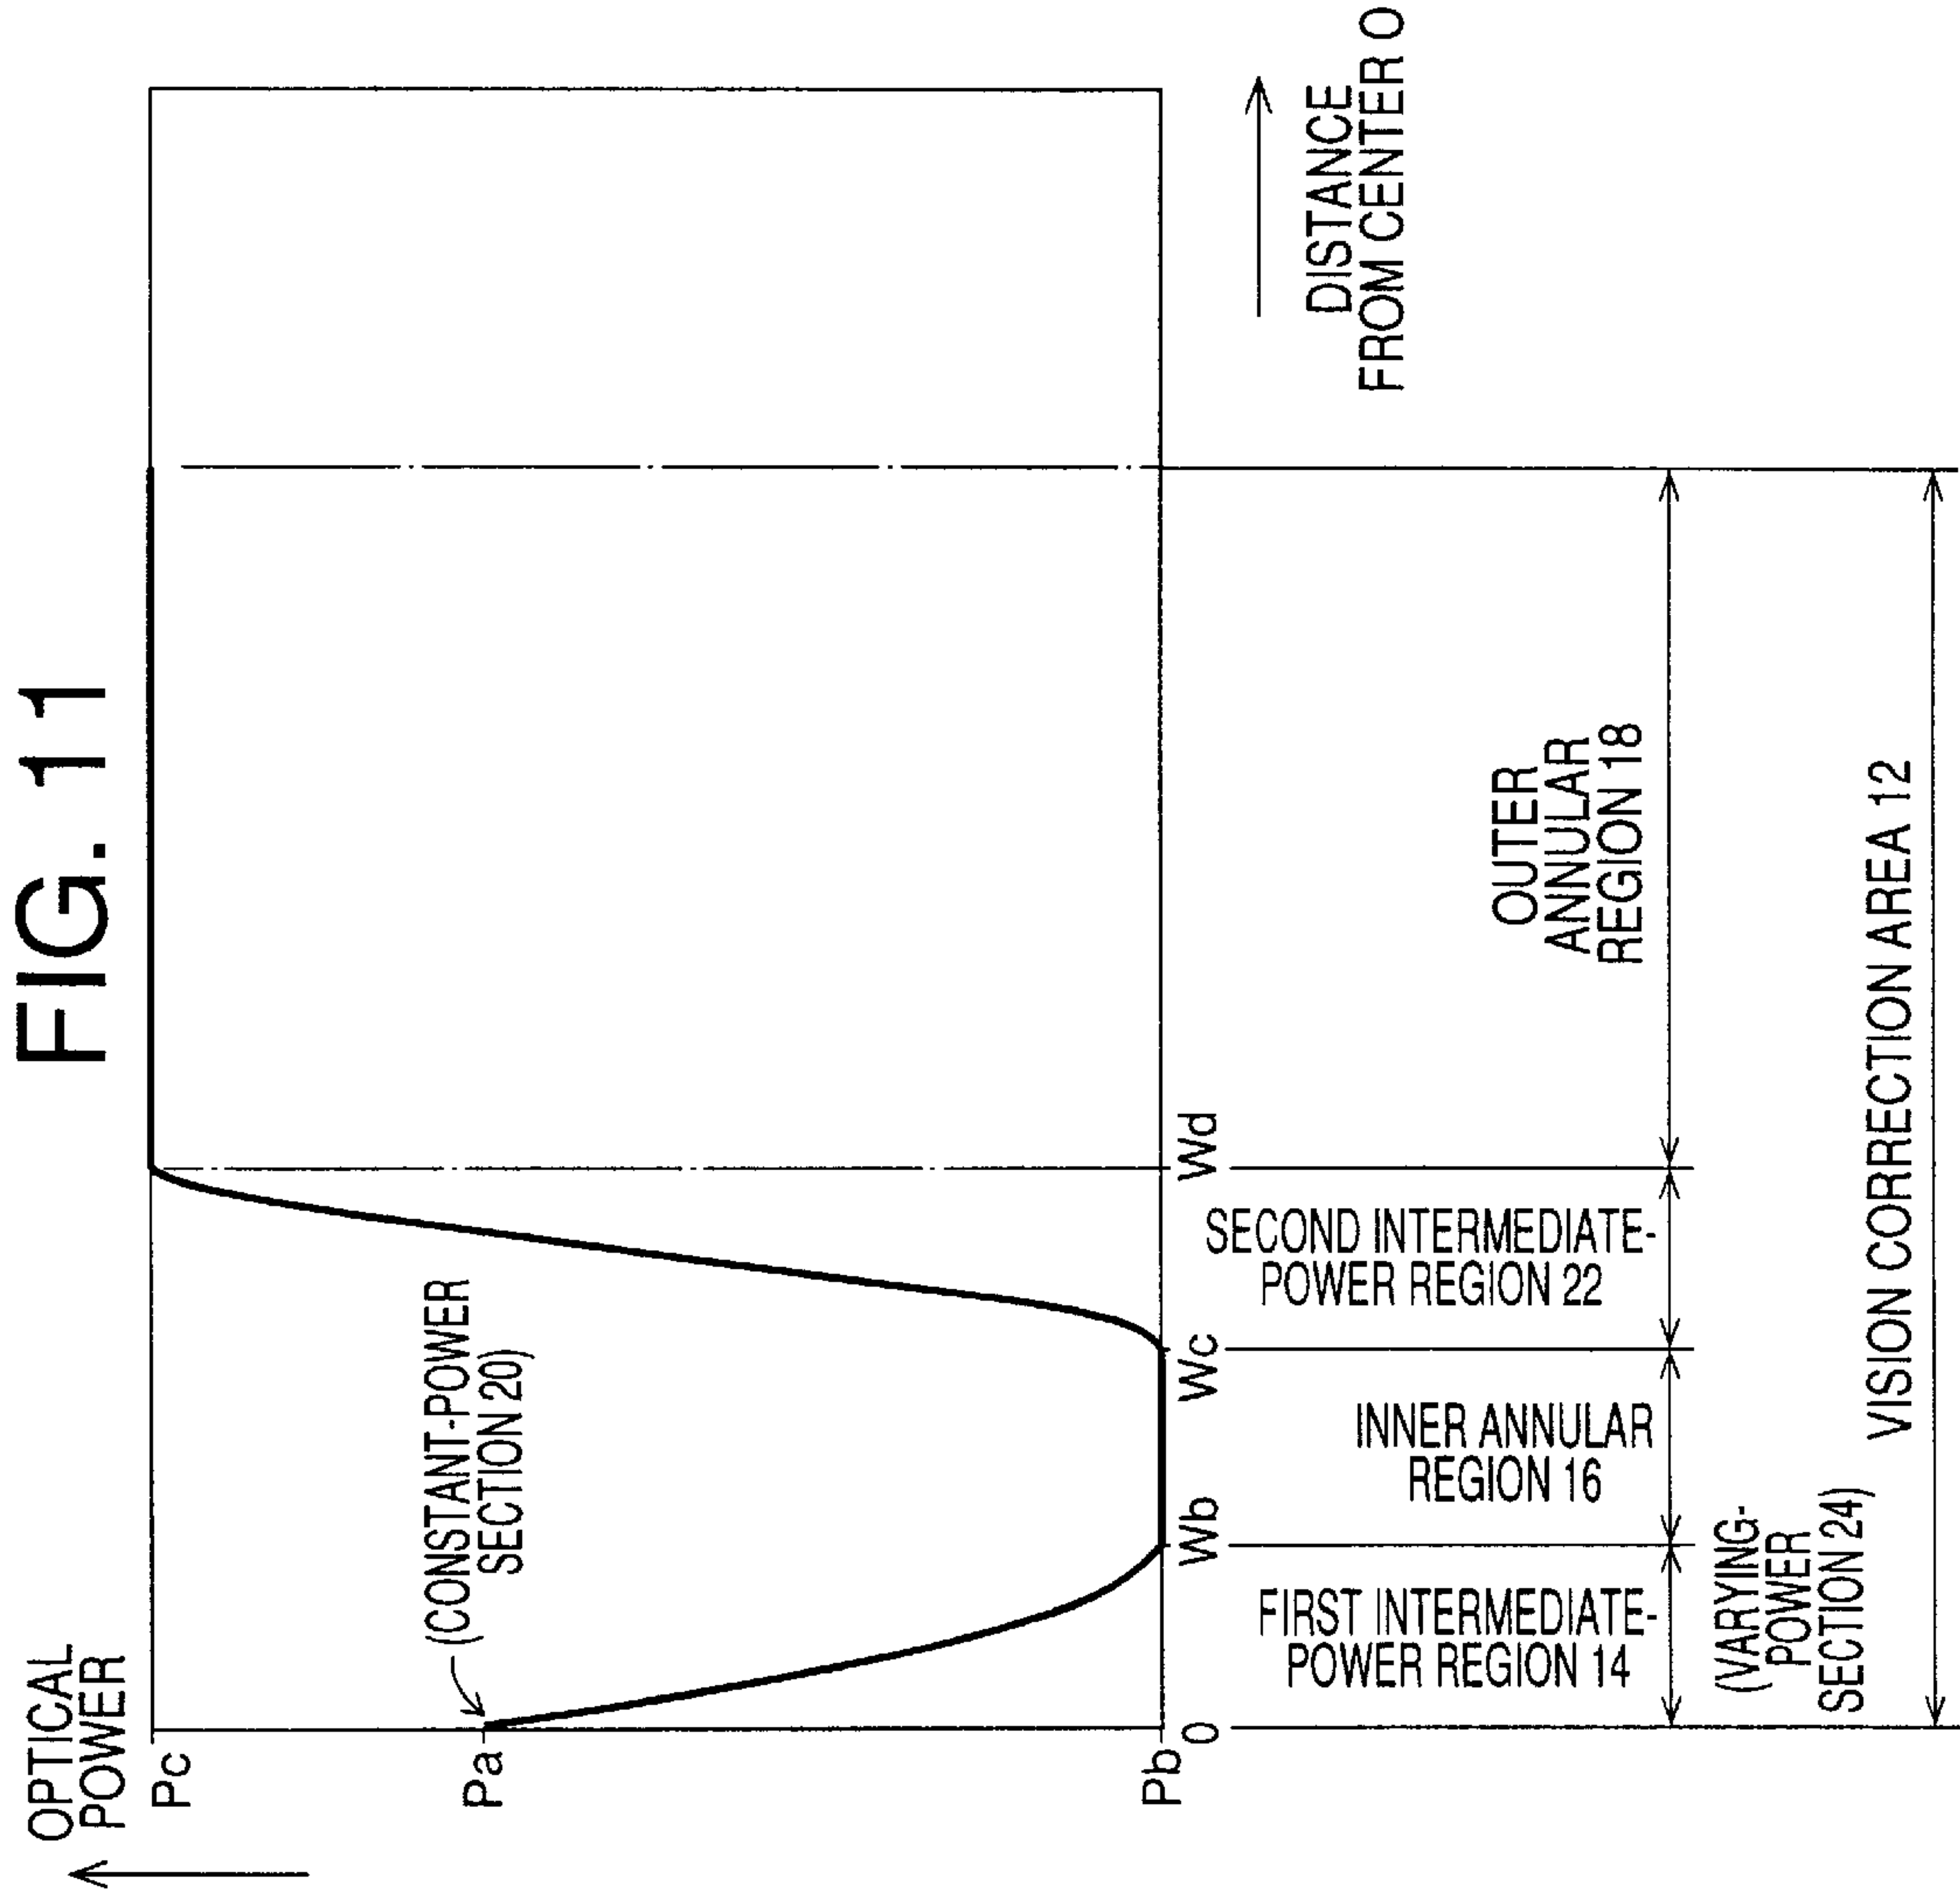 FIG. 11
OPTICAL
POWER
Pc
Pa
Pb
(CONSTANT-POWER
SECTION 20)
0
Wb
Wc
Wd
DISTANCE
FROM CENTER O
FIRST INTERMEDIATE-
POWER REGION 14
INNER ANNULAR
REGION 16
SECOND INTERMEDIATE-
POWER REGION 22
OUTER
ANNULAR
REGION 18
(VARYING-
POWER
SECTION 24)
VISION CORRECTION AREA 12